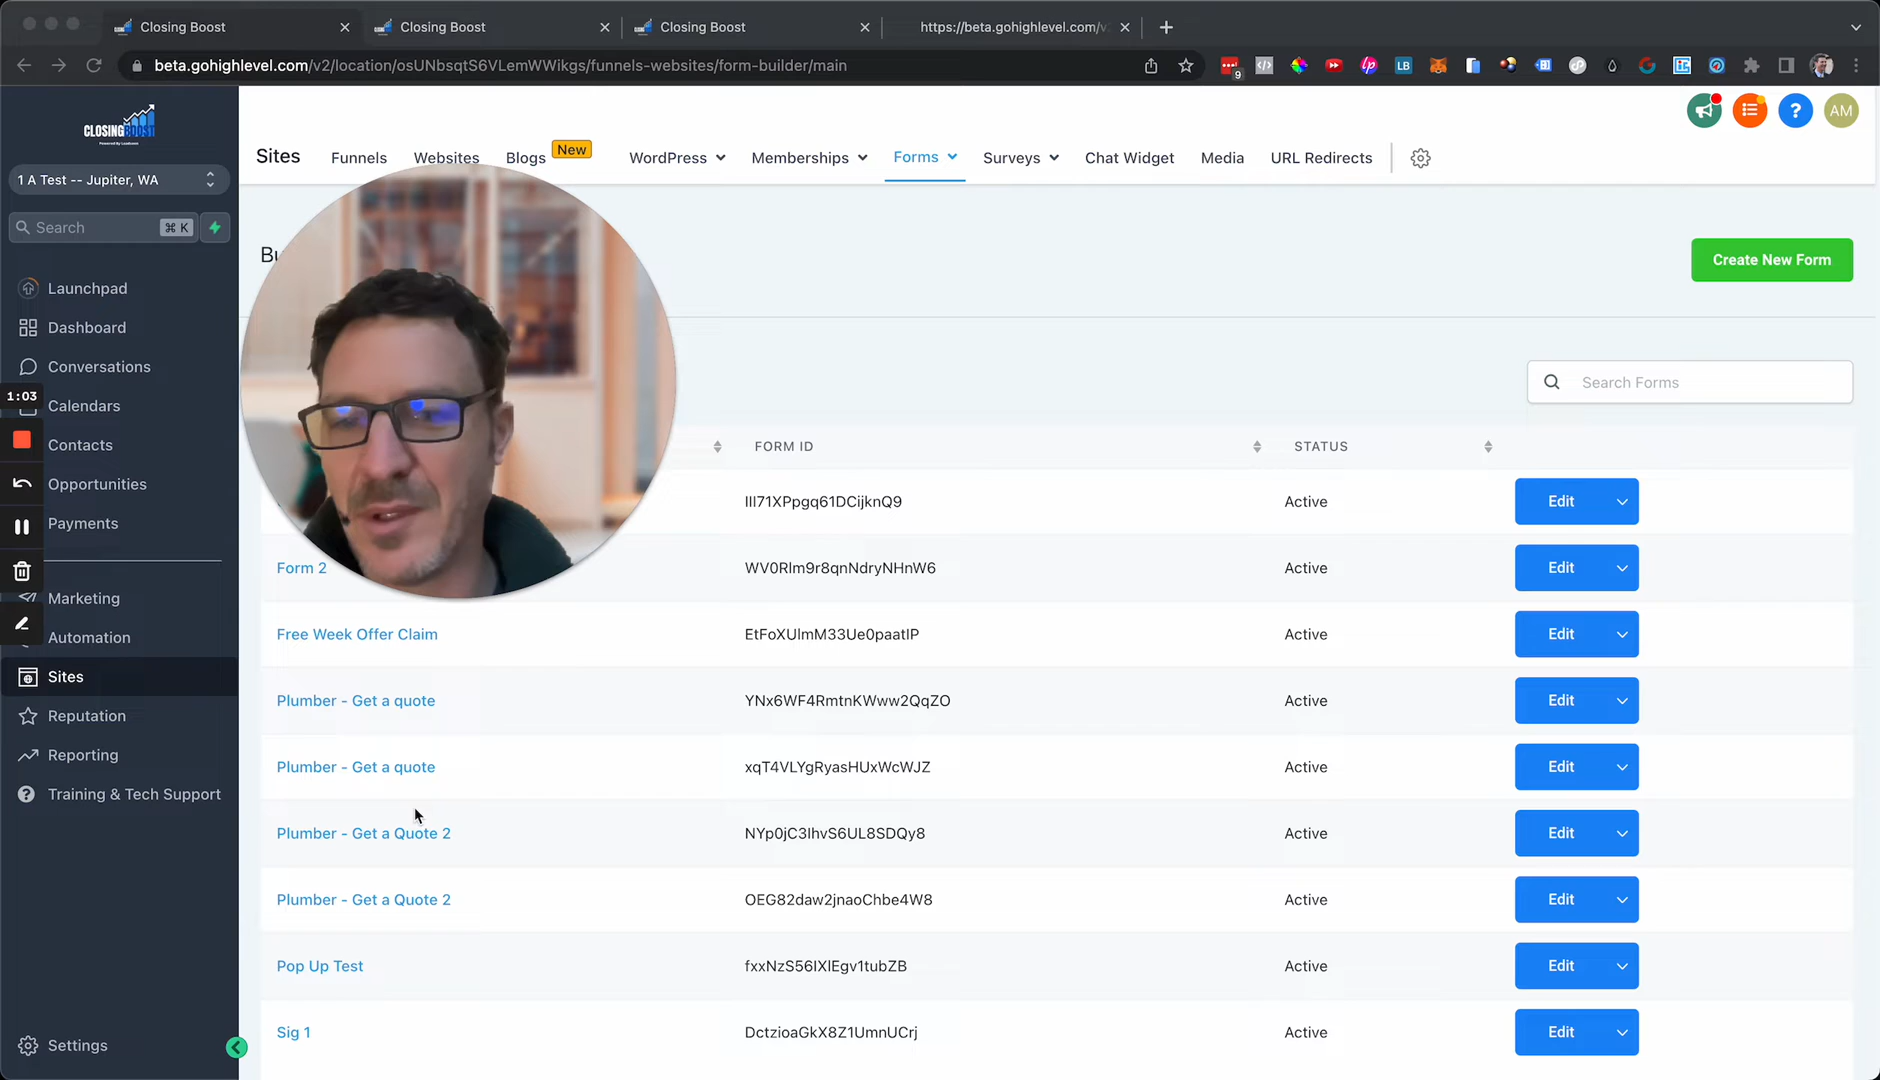 Closing Boost
Closing Boost
Closing Boost
https://beta.gohighlevel.com/v
beta.gohighlevel.com/v2/location/osUNbsqtS6VLemWWikgs/funnels-websites/form-builder/main
9
LB
CLOSINGBOOST
1 A Test -- Jupiter, WA
Search
⌘ K
Launchpad
Dashboard
Conversations
1:03
Calendars
Contacts
Opportunities
Payments
Marketing
Automation
Sites
Reputation
Reporting
Training & Tech Support
Settings
AM
Sites
Funnels
Websites
Blogs
New
WordPress
Memberships
Forms
Surveys
Chat Widget
Media
URL Redirects
Create New Form
Search Forms
FORM ID
STATUS
IIl71XPpgq61DCijknQ9
Active
Edit
Form 2
WV0Rlm9r8qnNdryNHnW6
Active
Edit
Free Week Offer Claim
EtFoXUlmM33Ue0paatIP
Active
Edit
Plumber - Get a quote
YNx6WF4RmtnKWww2QqZO
Active
Edit
Plumber - Get a quote
xqT4VLYgRyasHUxWcWJZ
Active
Edit
Plumber - Get a Quote 2
NYp0jC3IhvS6UL8SDQy8
Active
Edit
Plumber - Get a Quote 2
OEG82daw2jnaoChbe4W8
Active
Edit
Pop Up Test
fxxNzS56IXIEgv1tubZB
Active
Edit
Sig 1
DctzioaGkX8Z1UmnUCrj
Active
Edit